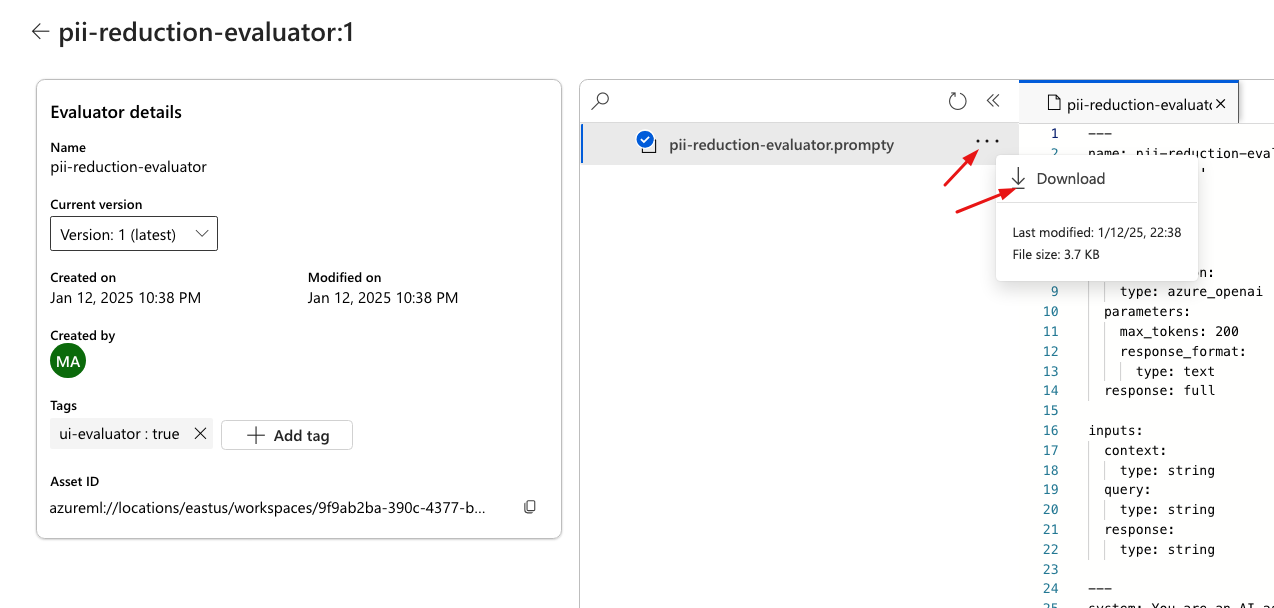 pii-reduction-evaluator:1
Evaluator details
Name
pii-reduction-evaluator
Current version
Version: 1 (latest)
Created on
Modified on
Jan 12, 2025 10:38 PM
Jan 12, 2025 10:38 PM
Created by
MA
Tags
ui-evaluator : true
Add tag
Asset ID
azureml://locations/eastus/workspaces/9f9ab2ba-390c-4377-b...
pii-reduction-evaluator.prompty
Download
Last modified: 1/12/25, 22:38
File size: 3.7 KB
pii-reduction-evaluato
1 ---
2 name: pii-reduction-eval
9 type: azure_openai
10 parameters:
11 max_tokens: 200
12 response_format:
13 type: text
14 response: full
15
16 inputs:
17 context:
18 type: string
19 query:
20 type: string
21 response:
22 type: string
23
24 ---
25 system: You are an AI a